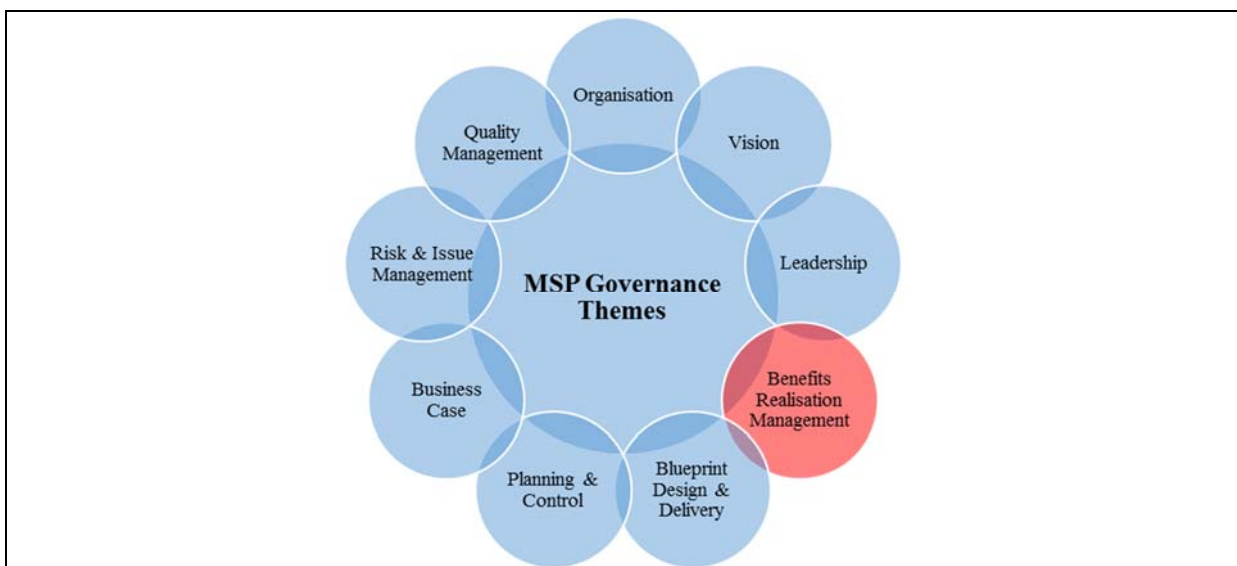 Organisation
Vision
Leadership
Benefits
Realisation
Management
Blueprint
Design &
Delivery
Planning &
Control
Business
Case
Risk & Issue
Management
Quality
Management
MSP Governance
Themes